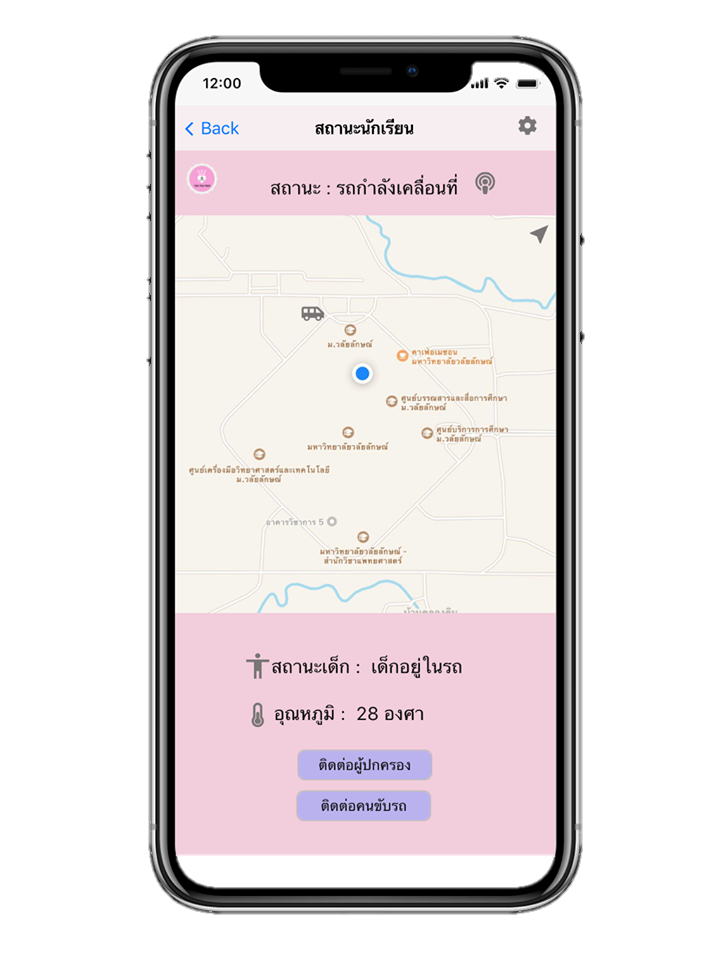 12:00
Back
สถานะนักเรียน
สถานะ : รถกำลังเคลื่อนที่
ม.วลัยลักษณ์
คาเฟ่อเมซอน
มหาวิทยาลัยวลัยลักษณ์
ศูนย์บรรณสารและสื่อการศึกษา
ม.วลัยลักษณ์
ศูนย์บริการการศึกษา
ม.วลัยลักษณ์
มหาวิทยาลัยวลัยลักษณ์
ศูนย์เครื่องมือวิทยาศาสตร์และเทคโนโลยี
ม.วลัยลักษณ์
อาคารวิชาการ 5
มหาวิทยาลัยวลัยลักษณ์ -
สำนักวิชาแพทยศาสตร์
สถานะเด็ก : เด็กอยู่ในรถ
อุณหภูมิ : 28 องศา
ติดต่อผู้ปกครอง
ติดต่อคนขับรถ